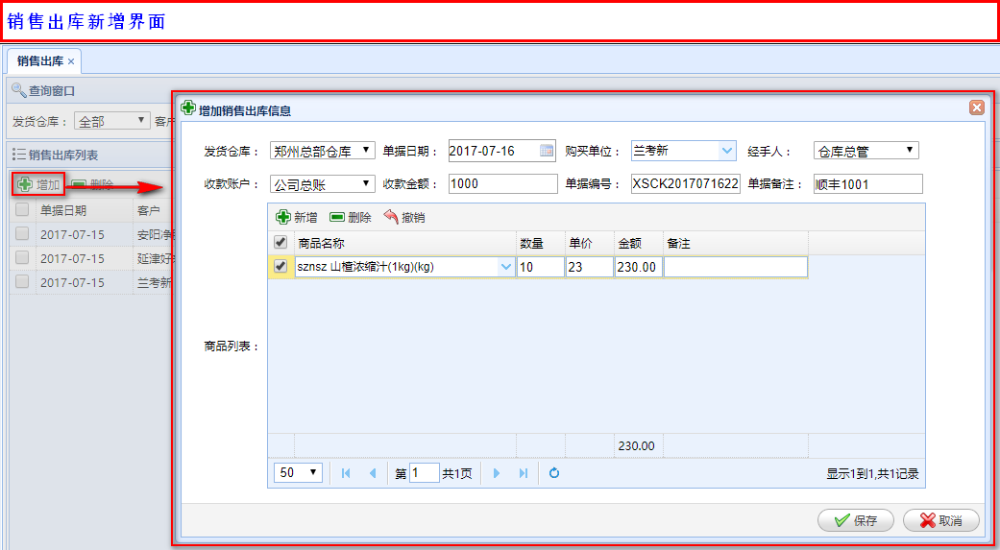 销售出库新增界面
销售出库 ×
查询窗口
发货仓库： 全部 客户
销售出库列表
增加 删除
单据日期 客户
2017-07-15 安阳净
2017-07-15 延津好
2017-07-15 兰考新
增加销售出库信息
发货仓库： 郑州总部仓库 单据日期： 2017-07-16 购买单位： 兰考新 经手人： 仓库总管
收款账户： 公司总账 收款金额： 1000 单据编号： XSCK2017071622 单据备注： 顺丰1001
新增 删除 撤销
商品名称 数量 单价 金额 备注
sznsz 山楂浓缩汁(1kg)(kg) 10 23 230.00
商品列表：
230.00
50 第 1 共1页 显示1到1,共1记录
保存 取消